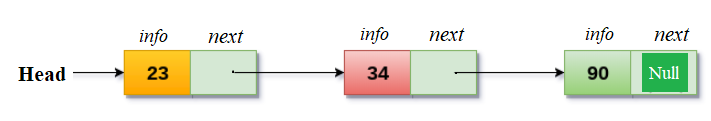 info next info next info next
Head 23 34 90 Null